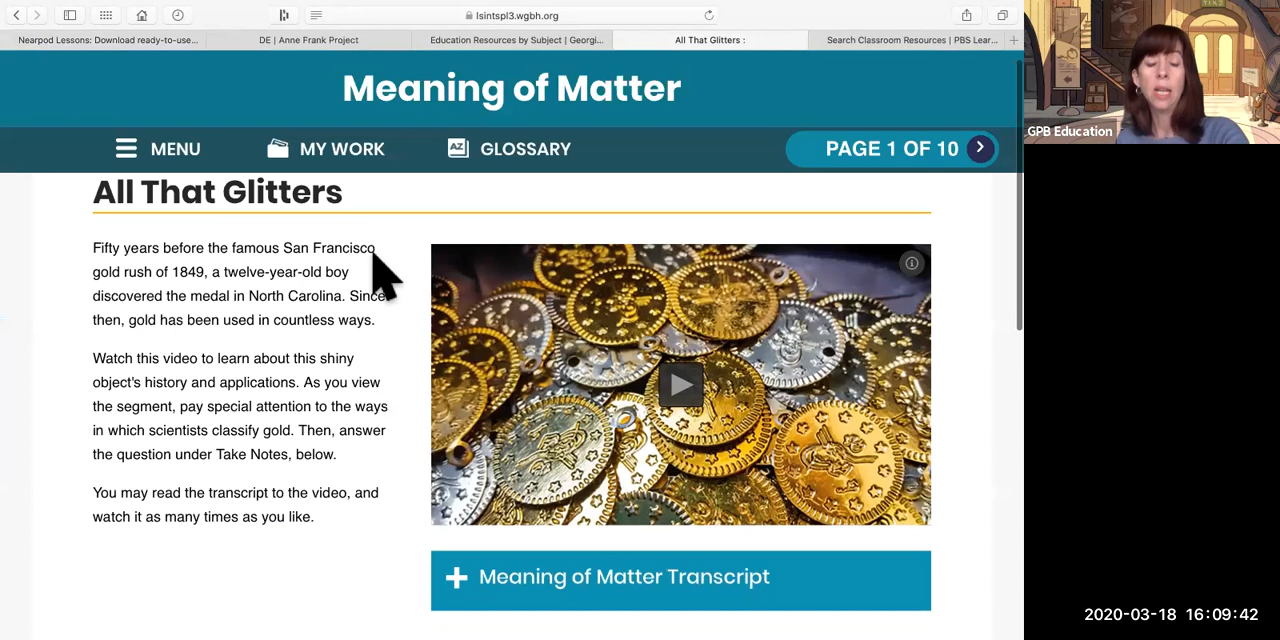 lsintspl3.wgbh.org
Nearpod Lessons: Download ready-to-use...
DE | Anne Frank Project
Education Resources by Subject | Georgi...
All That Glitters :
Search Classroom Resources | PBS Lear...
Meaning of Matter
MENU
MY WORK
AZ
GLOSSARY
PAGE 1 OF 10
All That Glitters
Fifty years before the famous San Francisco
gold rush of 1849, a twelve-year-old boy
discovered the medal in North Carolina. Since
then, gold has been used in countless ways.
Watch this video to learn about this shiny
object's history and applications. As you view
the segment, pay special attention to the ways
in which scientists classify gold. Then, answer
the question under Take Notes, below.
You may read the transcript to the video, and
watch it as many times as you like.
Meaning of Matter Transcript
GPB Education
2020-03-18 16:09:42